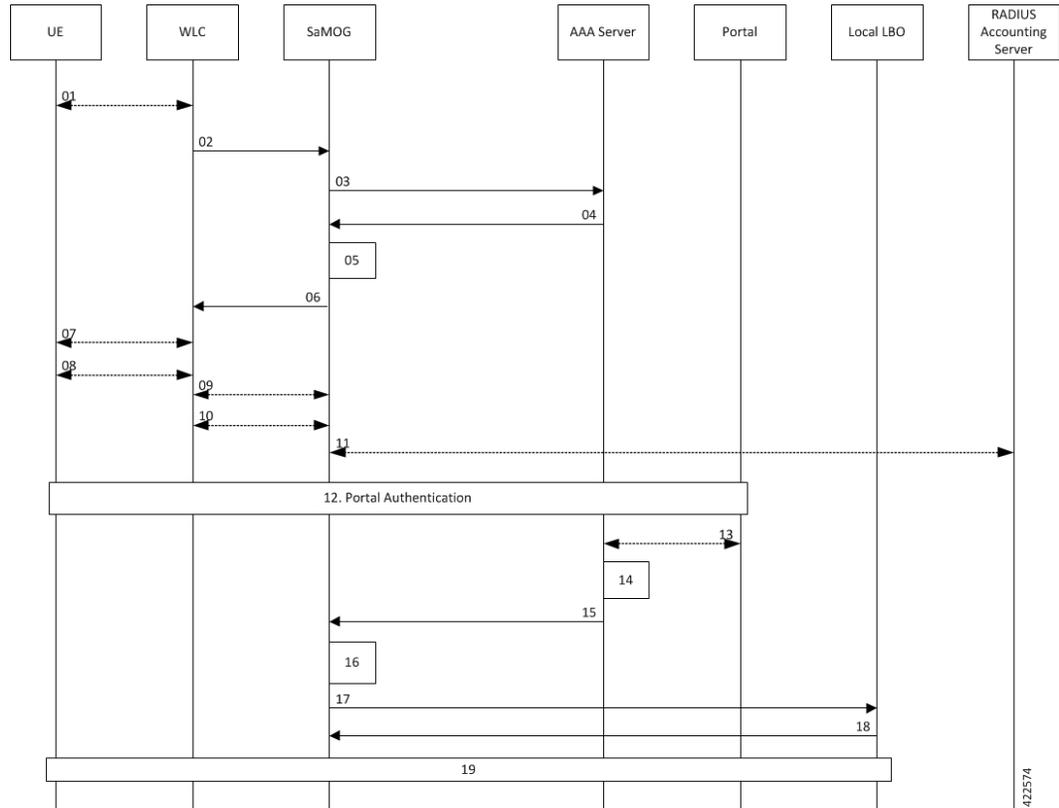 UE
WLC
SaMOG
AAA Server
Portal
Local LBO
RADIUS
Accounting
Server
01
02
03
04
05
06
07
08
09
10
11
12. Portal Authentication
13
14
15
16
17
18
19
422574